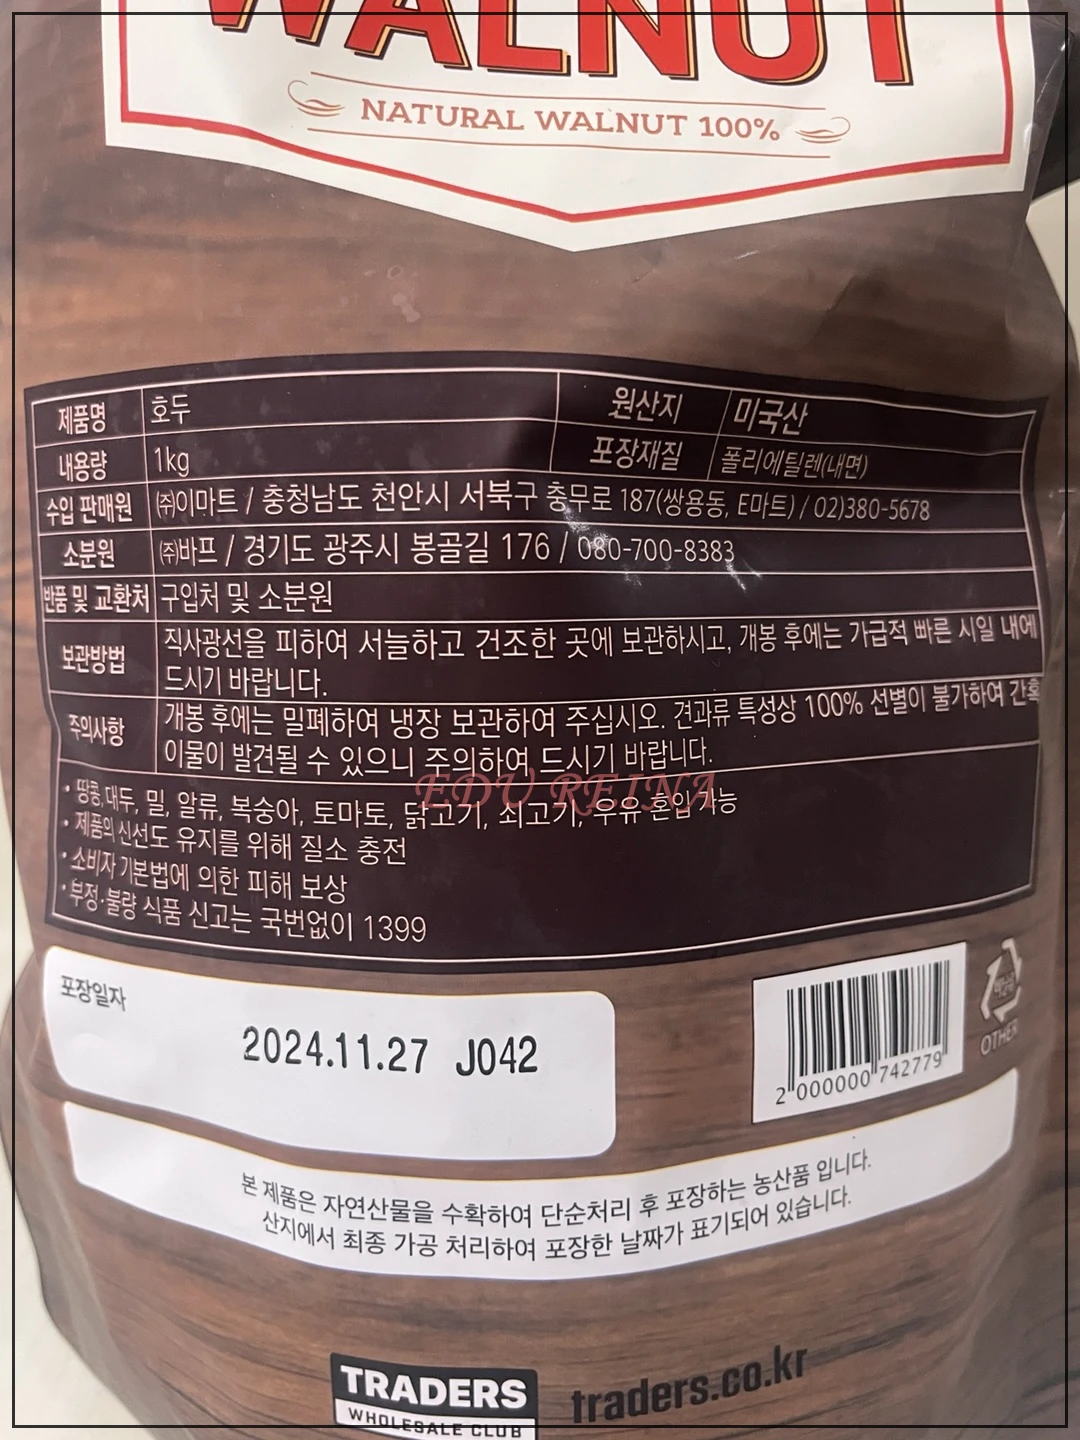 WALNUT
NATURAL WALNUT 100%
제품명 호두 원산지 미국산
내용량 1kg 포장재질 폴리에틸렌(내면)
수입 판매원 ㈜이마트 / 충청남도 천안시 서북구 충무로 187(쌍용동, E마트) / 02)380-5678
소분원 ㈜바프 / 경기도 광주시 봉골길 176 / 080-700-8383
반품 및 교환처 구입처 및 소분원
보관방법 직사광선을 피하여 서늘하고 건조한 곳에 보관하시고, 개봉 후에는 가급적 빠른 시일 내에
드시기 바랍니다.
주의사항 개봉 후에는 밀폐하여 냉장 보관하여 주십시오. 견과류 특성상 100% 선별이 불가하여 간혹
이물이 발견될 수 있으니 주의하여 드시기 바랍니다.
EDU REINA
• 땅콩, 대두, 밀, 알류, 복숭아, 토마토, 닭고기, 쇠고기, 우유 혼입 가능
• 제품의 신선도 유지를 위해 질소 충전
• 소비자 기본법에 의한 피해 보상
• 부정·불량 식품 신고는 국번없이 1399
포장일자
2024.11.27 J042
2 000000 742779
OTHER
본 제품은 자연산물을 수확하여 단순처리 후 포장하는 농산품 입니다.
산지에서 최종 가공 처리하여 포장한 날짜가 표기되어 있습니다.
TRADERS
WHOLESALE CLUB
traders.co.kr